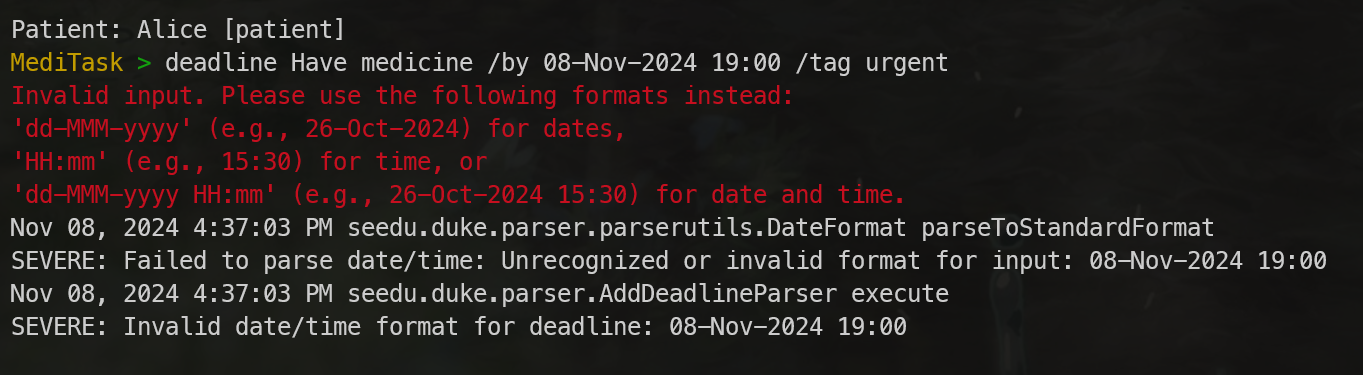 Patient: Alice [patient]
MediTask > deadline Have medicine /by 08–Nov–2024 19:00 /tag urgent
Invalid input. Please use the following formats instead:
'dd–MMM–yyyy' (e.g., 26–Oct–2024) for dates,
'HH:mm' (e.g., 15:30) for time, or
'dd–MMM–yyyy HH:mm' (e.g., 26–Oct–2024 15:30) for date and time.
Nov 08, 2024 4:37:03 PM seedu.duke.parser.parserutils.DateFormat parseToStandardFormat
SEVERE: Failed to parse date/time: Unrecognized or invalid format for input: 08–Nov–2024 19:00
Nov 08, 2024 4:37:03 PM seedu.duke.parser.AddDeadlineParser execute
SEVERE: Invalid date/time format for deadline: 08–Nov–2024 19:00